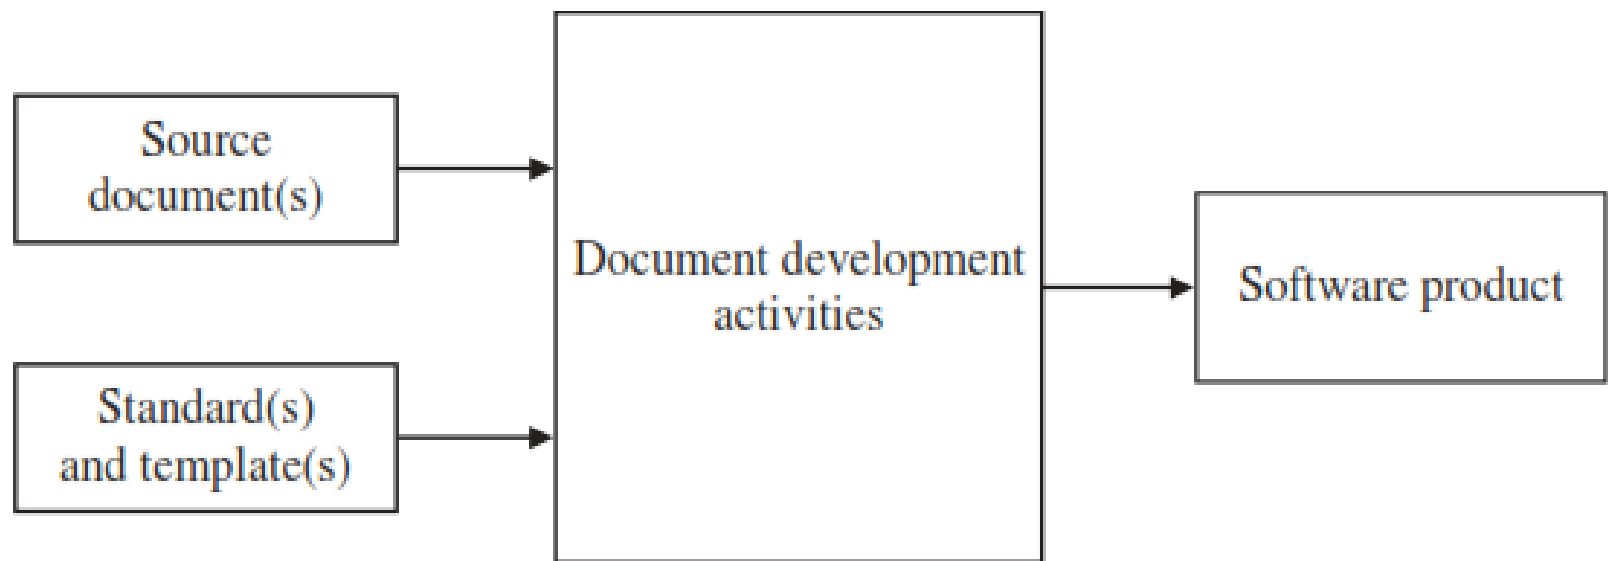 Source
document(s)
Standard(s)
and template(s)
Document development
activities
Software product